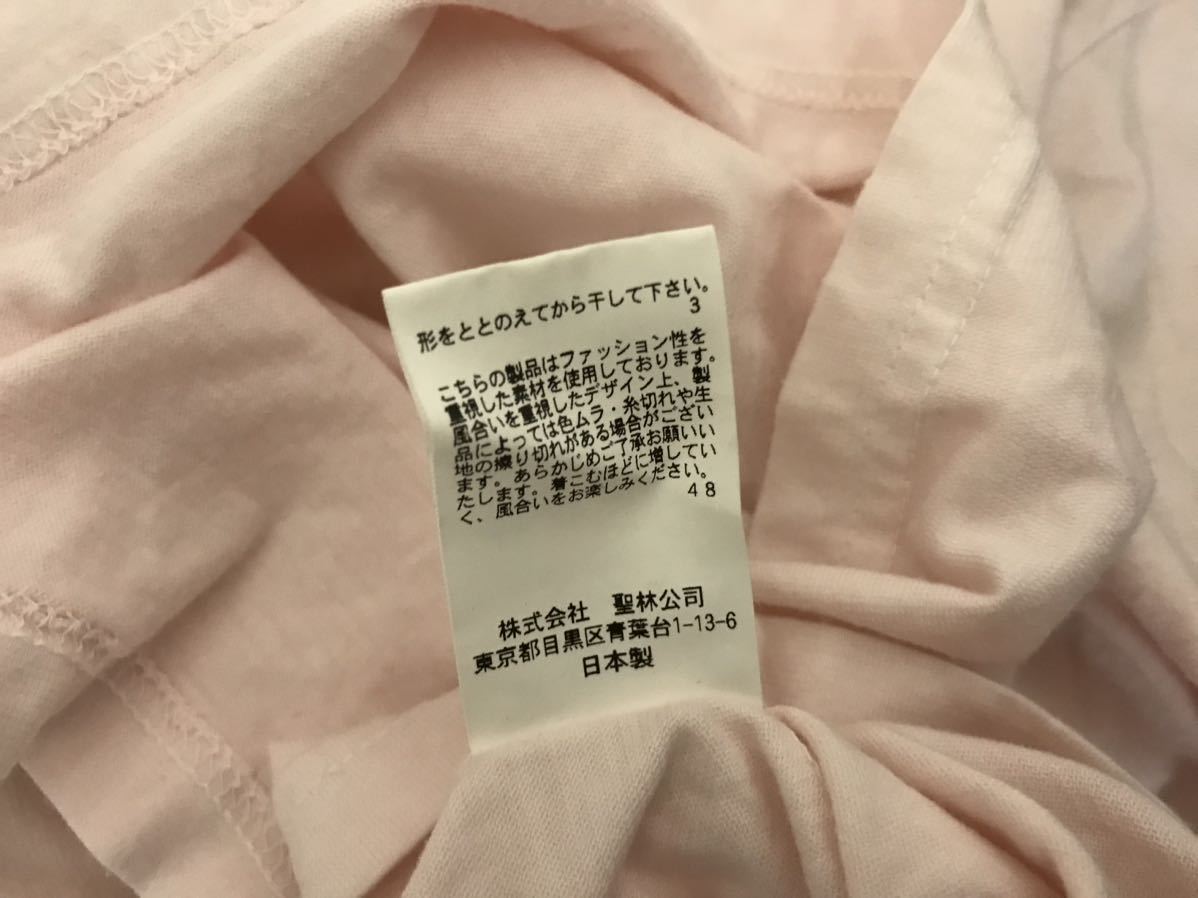 形をととのえてから干して下さい。
3
こちらの製品はファッション性を
重視した素材を使用しております。
風合いを重視したデザイン上、製
品によっては色ムラ・糸切れや生
地の擦り切れがある場合がござい
ます。あらかじめご了承お願いい
たします。着こむほどに増してい
く、風合いをお楽しみください。
48
株式会社 聖林公司
東京都目黒区青葉台1-13-6
日本製